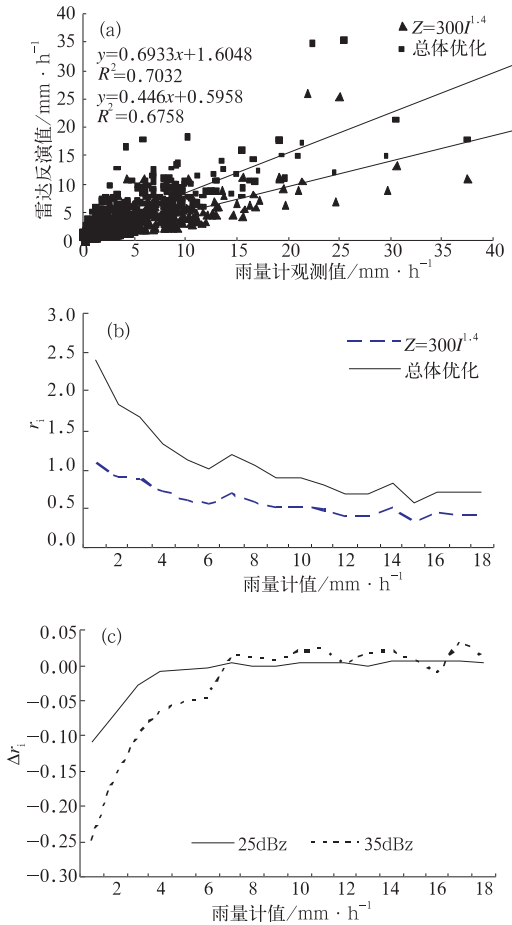 (a)
Z=300I^1.4
总体优化
y=0.6933x+1.6048
R²=0.7032
y=0.446x+0.5958
R²=0.6758
雷达反演值/mm·h⁻¹
40
35
30
25
20
15
10
5
0
0 5 10 15 20 25 30 35 40
雨量计观测值/mm·h⁻¹
(b)
Z=300I^1.4
总体优化
r_i
3.0
2.5
2.0
1.5
1.0
0.5
0.0
2 4 6 8 10 12 14 16 18
雨量计值/mm·h⁻¹
(c)
Δr_i
0.05
0.00
−0.05
−0.10
−0.15
−0.20
−0.25
−0.30
25dBz 35dBz
2 4 6 8 10 12 14 16 18
雨量计值/mm·h⁻¹